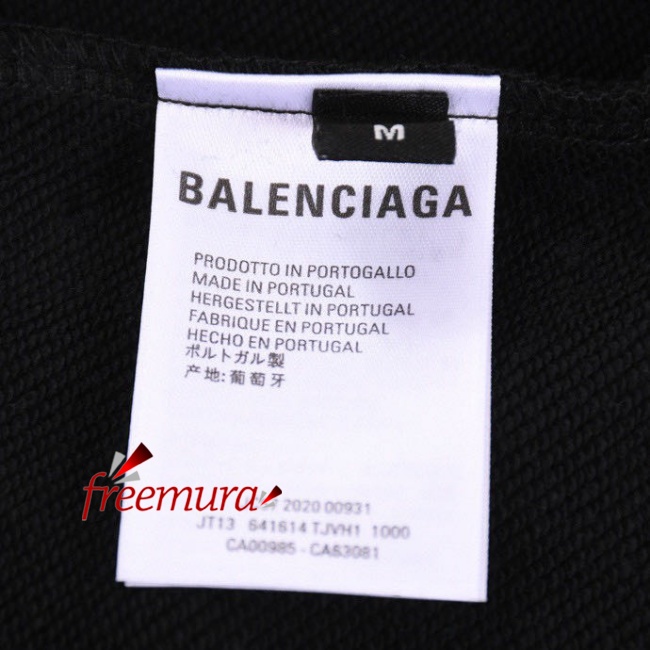 M
BALENCIAGA
PRODOTTO IN PORTOGALLO
MADE IN PORTUGAL
HERGESTELLT IN PORTUGAL
FABRIQUE EN PORTUGAL
HECHO EN PORTUGAL
ポルトガル製
产地:葡萄牙
freemura
2020 00931
JT13 641614 TJVH1 1000
CA00985 - CA63081